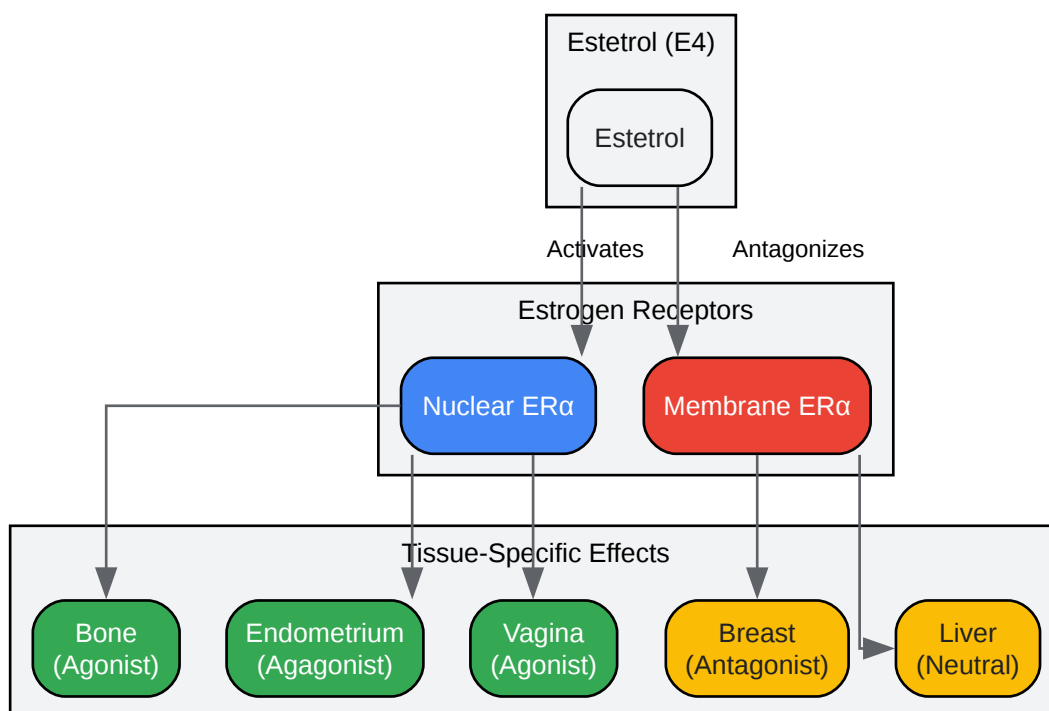 Estetrol (E4)
Estetrol
Activates
Antagonizes
Estrogen Receptors
Nuclear ERα
Membrane ERα
Tissue-Specific Effects
Bone
(Agonist)
Endometrium
(Agagonist)
Vagina
(Agonist)
Breast
(Antagonist)
Liver
(Neutral)